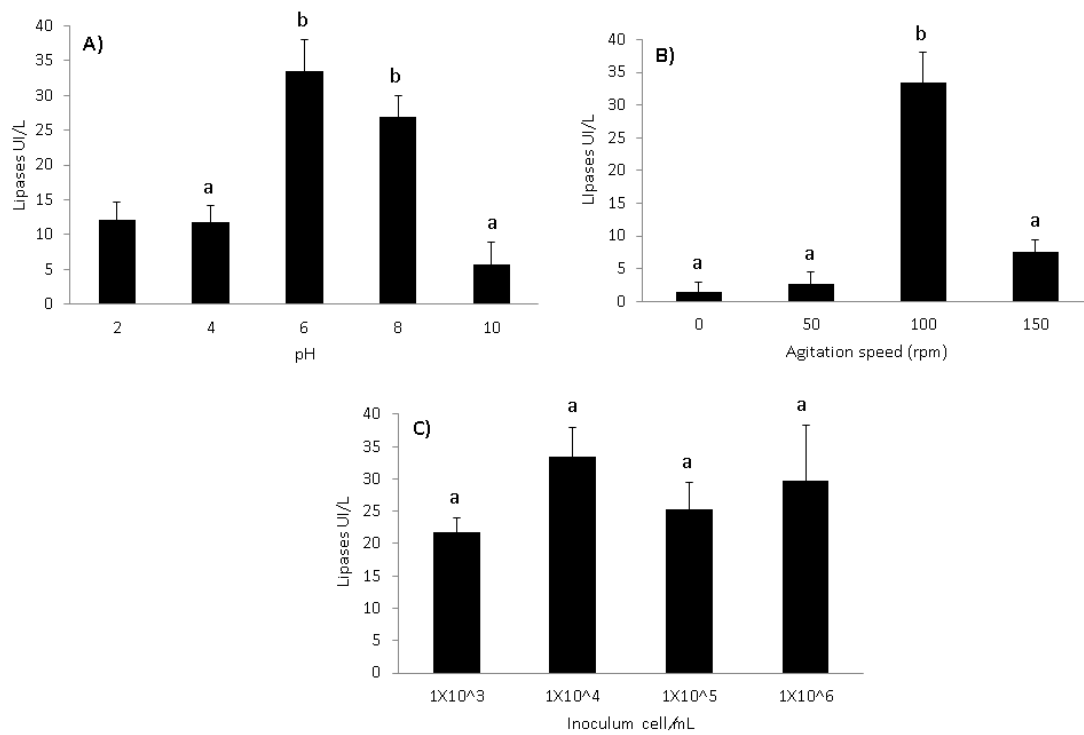 A)
b
b
a
a
Lipases UI/L
40
35
30
25
20
15
10
5
0
2 4 6 8 10
pH
B)
b
a
a
a
LIpases UI/L
40
35
30
25
20
15
10
5
0
0 50 100 150
Agitation speed (rpm)
C)
a
a
a
a
Lipases UI/L
40
35
30
25
20
15
10
5
0
1X10^3 1X10^4 1X10^5 1X10^6
Inoculum cell/mL